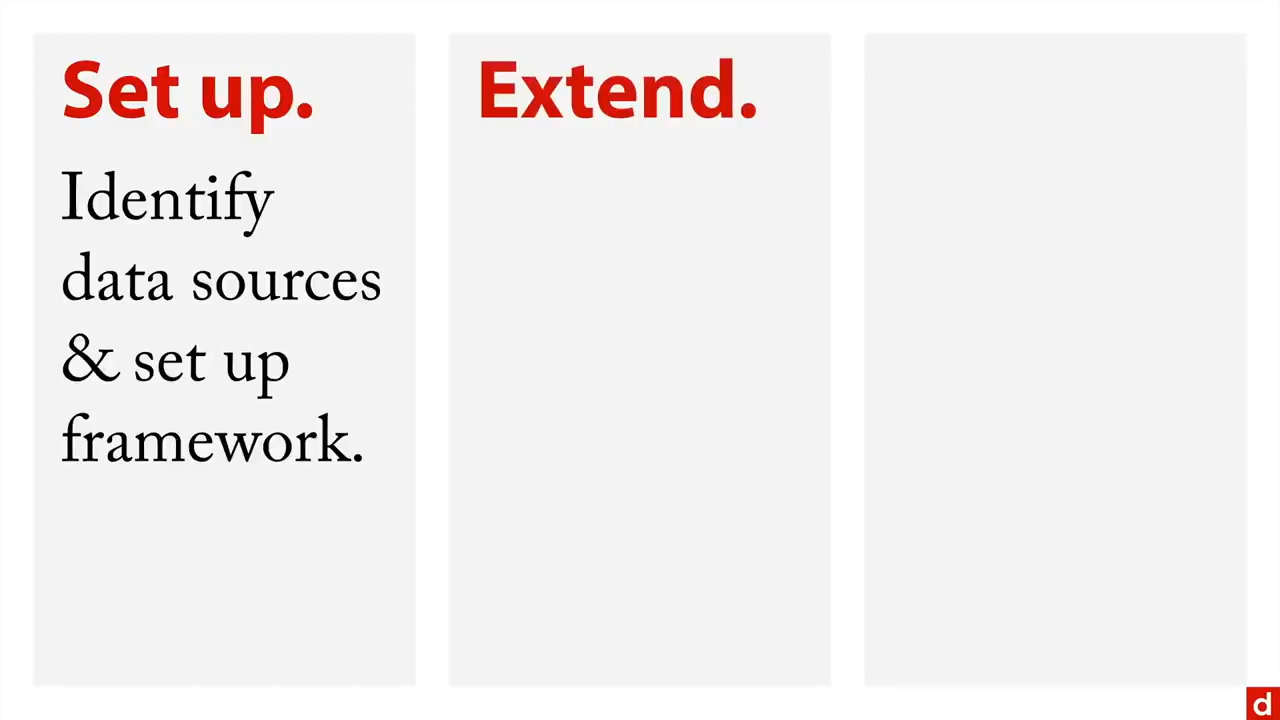 Set up.
Identify
data sources
& set up
framework.
Extend.
d